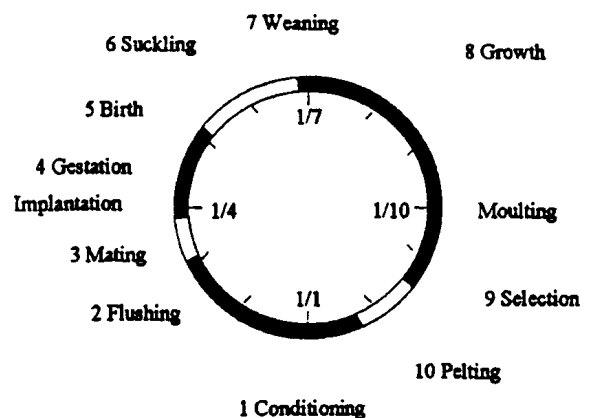 7 Weaning
6 Suckling
8 Growth
5 Birth
1/7
4 Gestation
Implantation
1/4
1/10
Moulting
3 Mating
9 Selection
2 Flushing
1/1
10 Pelting
1 Conditioning